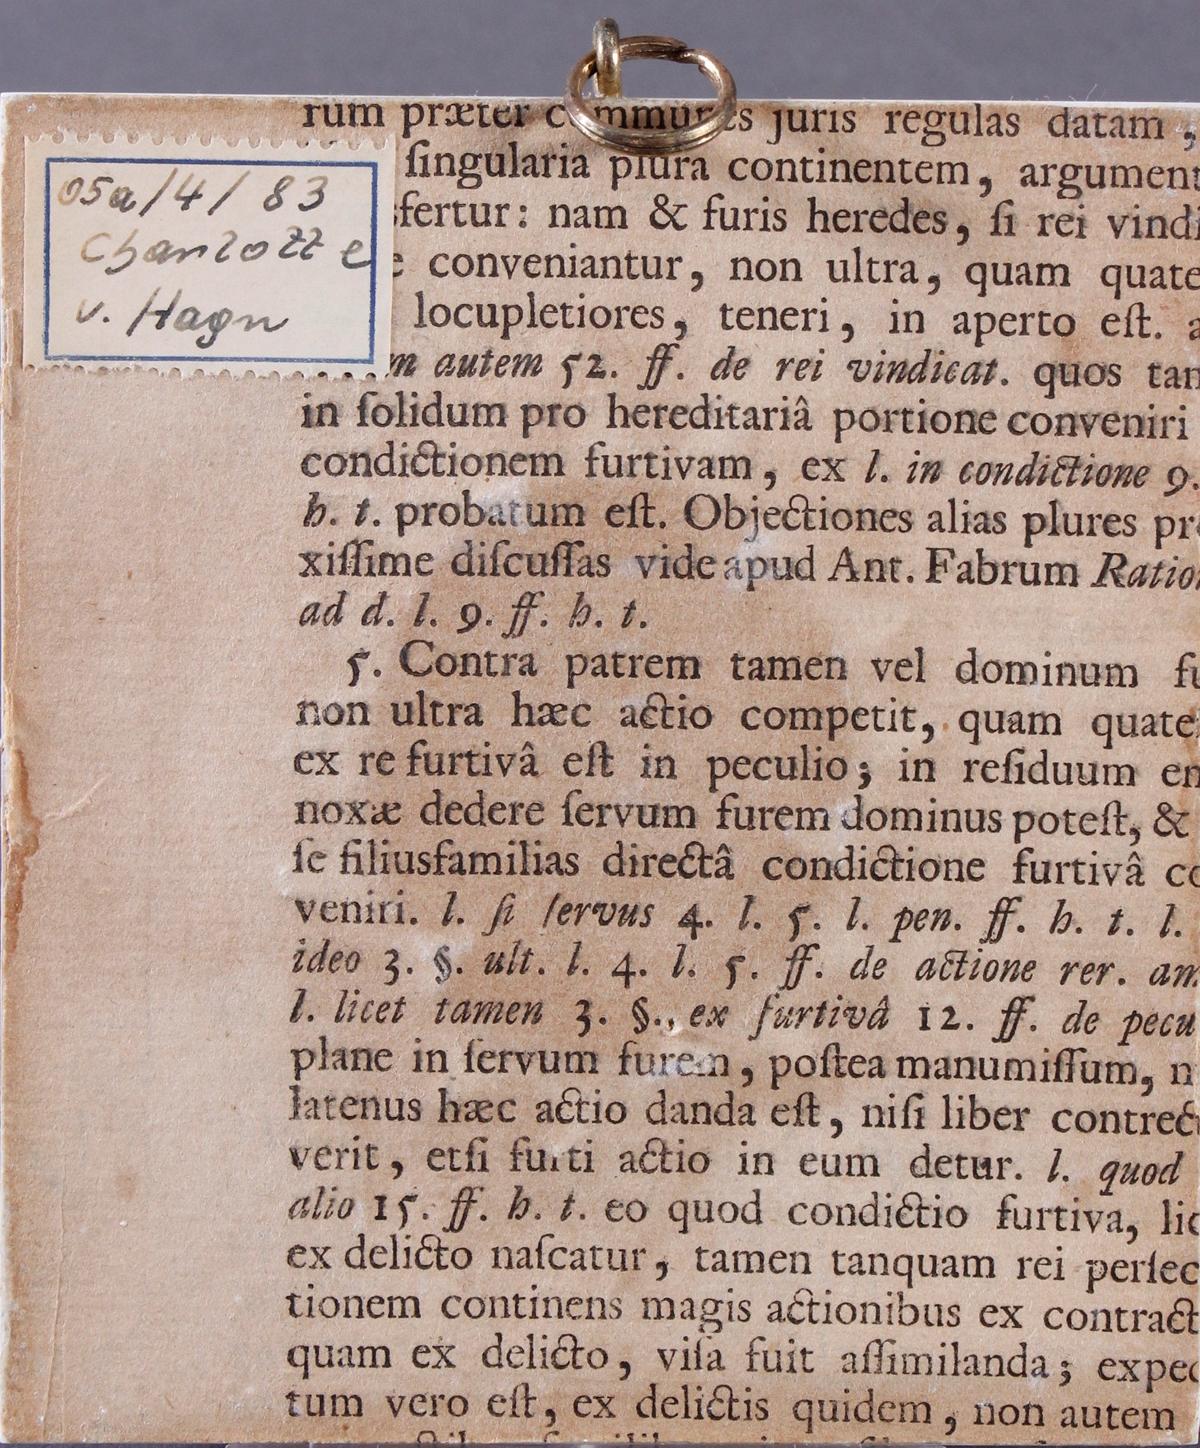 05a/4/ 83
Charlotte
v. Hagn
rum præter communes juris regulas datam,
ſingularia plura continentem, argument
sfertur: nam & furis heredes, ſi rei vindi
e conveniantur, non ultra, quam quate
locupletiores, teneri, in aperto eſt. a
m autem 52. ff. de rei vindicat. quos tan
in ſolidum pro hereditariâ portione conveniri
condictionem furtivam, ex l. in condictione 9.
h. t. probatum eſt. Objectiones alias plures pro
xiſſime diſcuſſas vide apud Ant. Fabrum Ration
ad d. l. 9. ff. h. t.
5. Contra patrem tamen vel dominum fu
non ultra hæc actio competit, quam quate
ex re furtivâ eſt in peculio; in reſiduum en
noxæ dedere ſervum furem dominus poteſt, &
ſe filiusfamilias directâ condictione furtivâ co
veniri. l. ſi ſervus 4. l. 5. l. pen. ff. h. t. l.
ideo 3. §. ult. l. 4. l. 5. ff. de actione rer. am
l. licet tamen 3. §. ex furtivâ 12. ff. de pecu
plane in ſervum furem, poſtea manumiſſum, n
latenus hæc actio danda eſt, niſi liber contrect
verit, etſi furti actio in eum detur. l. quod
alio 15. ff. h. t. eo quod condictio furtiva, lic
ex delicto naſcatur, tamen tanquam rei perſec
tionem continens magis actionibus ex contract
quam ex delicto, viſa fuit aſſimilanda; expec
tum vero eſt, ex delictis quidem, non autem